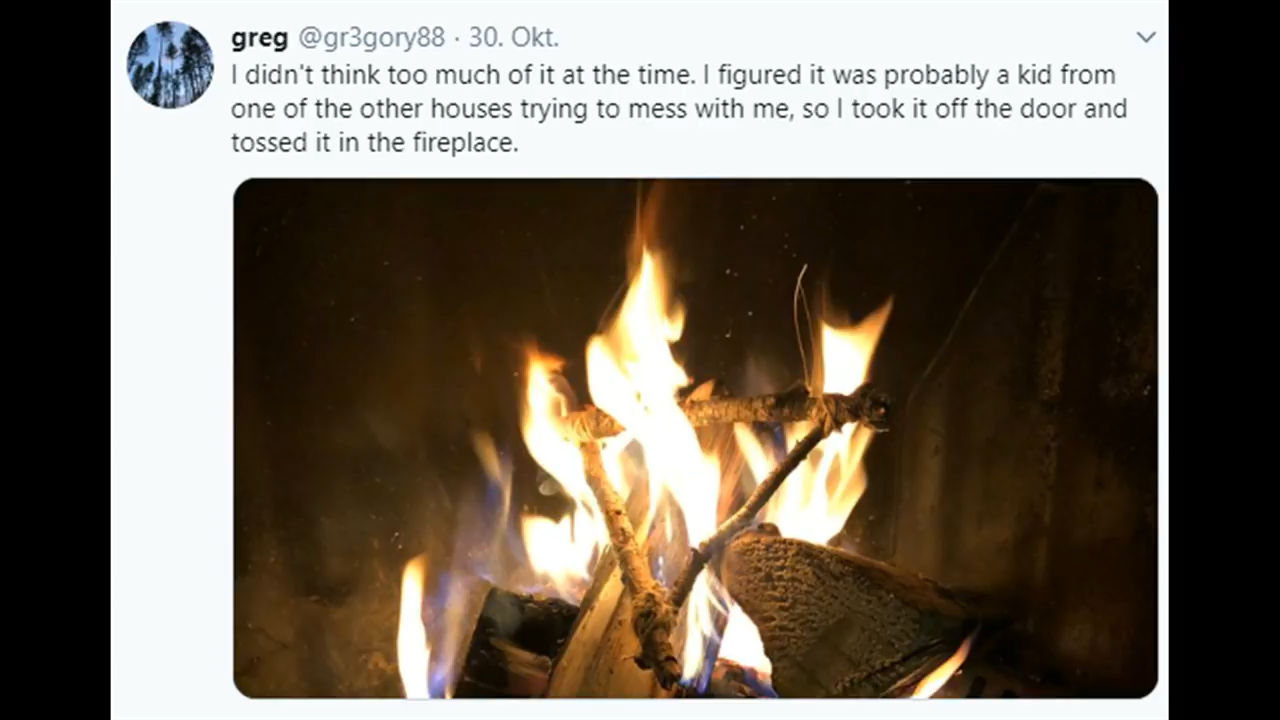 greg @gr3gory88 · 30. Okt.
I didn't think too much of it at the time. I figured it was probably a kid from
one of the other houses trying to mess with me, so I took it off the door and
tossed it in the fireplace.